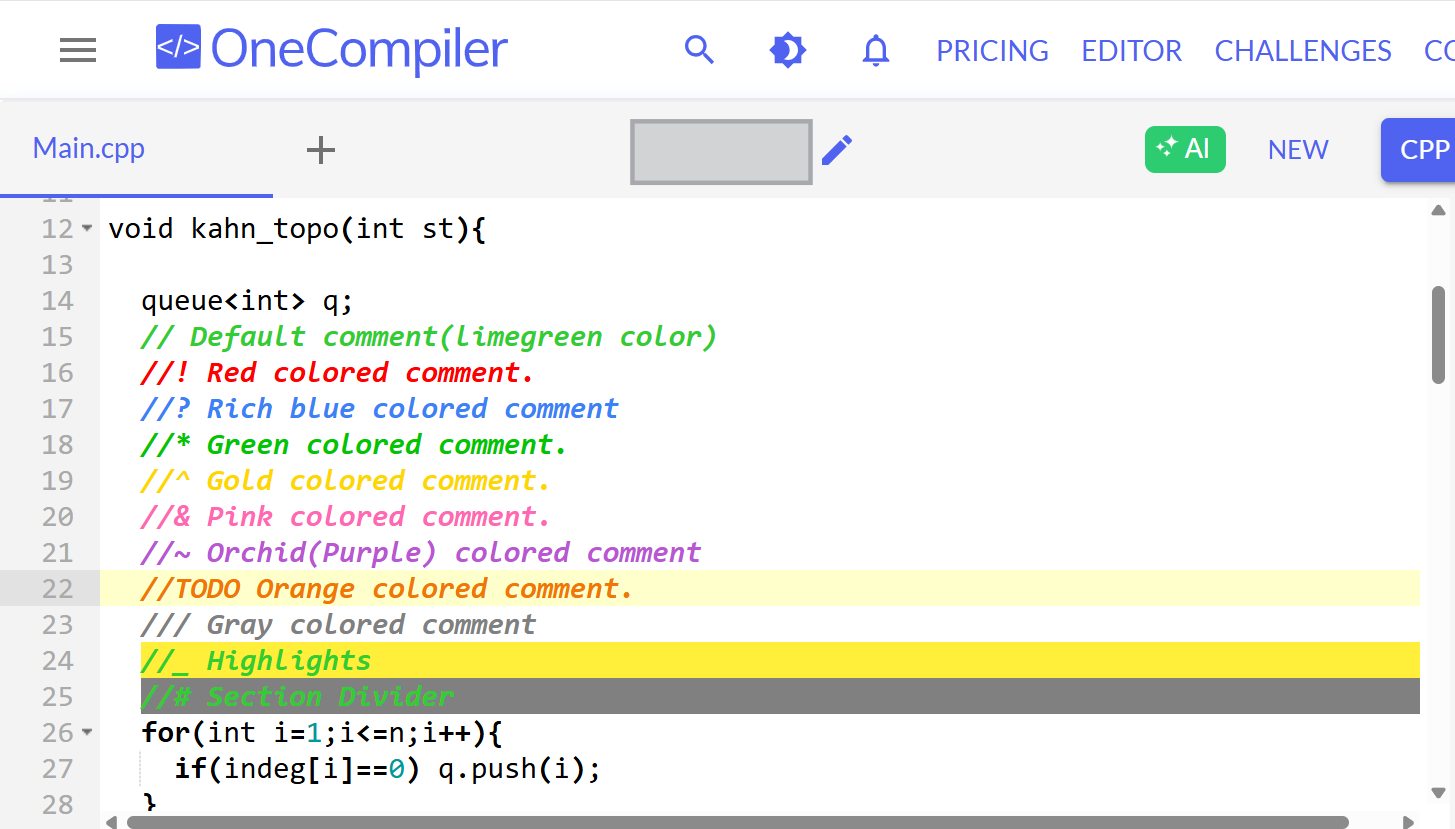 </> OneCompiler PRICING EDITOR CHALLENGES CO
Main.cpp + AI NEW CPP
11
12 void kahn_topo(int st){
13
14 queue<int> q;
15 // Default comment(limegreen color)
16 //! Red colored comment.
17 //? Rich blue colored comment
18 //* Green colored comment.
19 //^ Gold colored comment.
20 //& Pink colored comment.
21 //~ Orchid(Purple) colored comment
22 //TODO Orange colored comment.
23 /// Gray colored comment
24 //_ Highlights
25 //# Section Divider
26 for(int i=1;i<=n;i++){
27 if(indeg[i]==0) q.push(i);
28 }